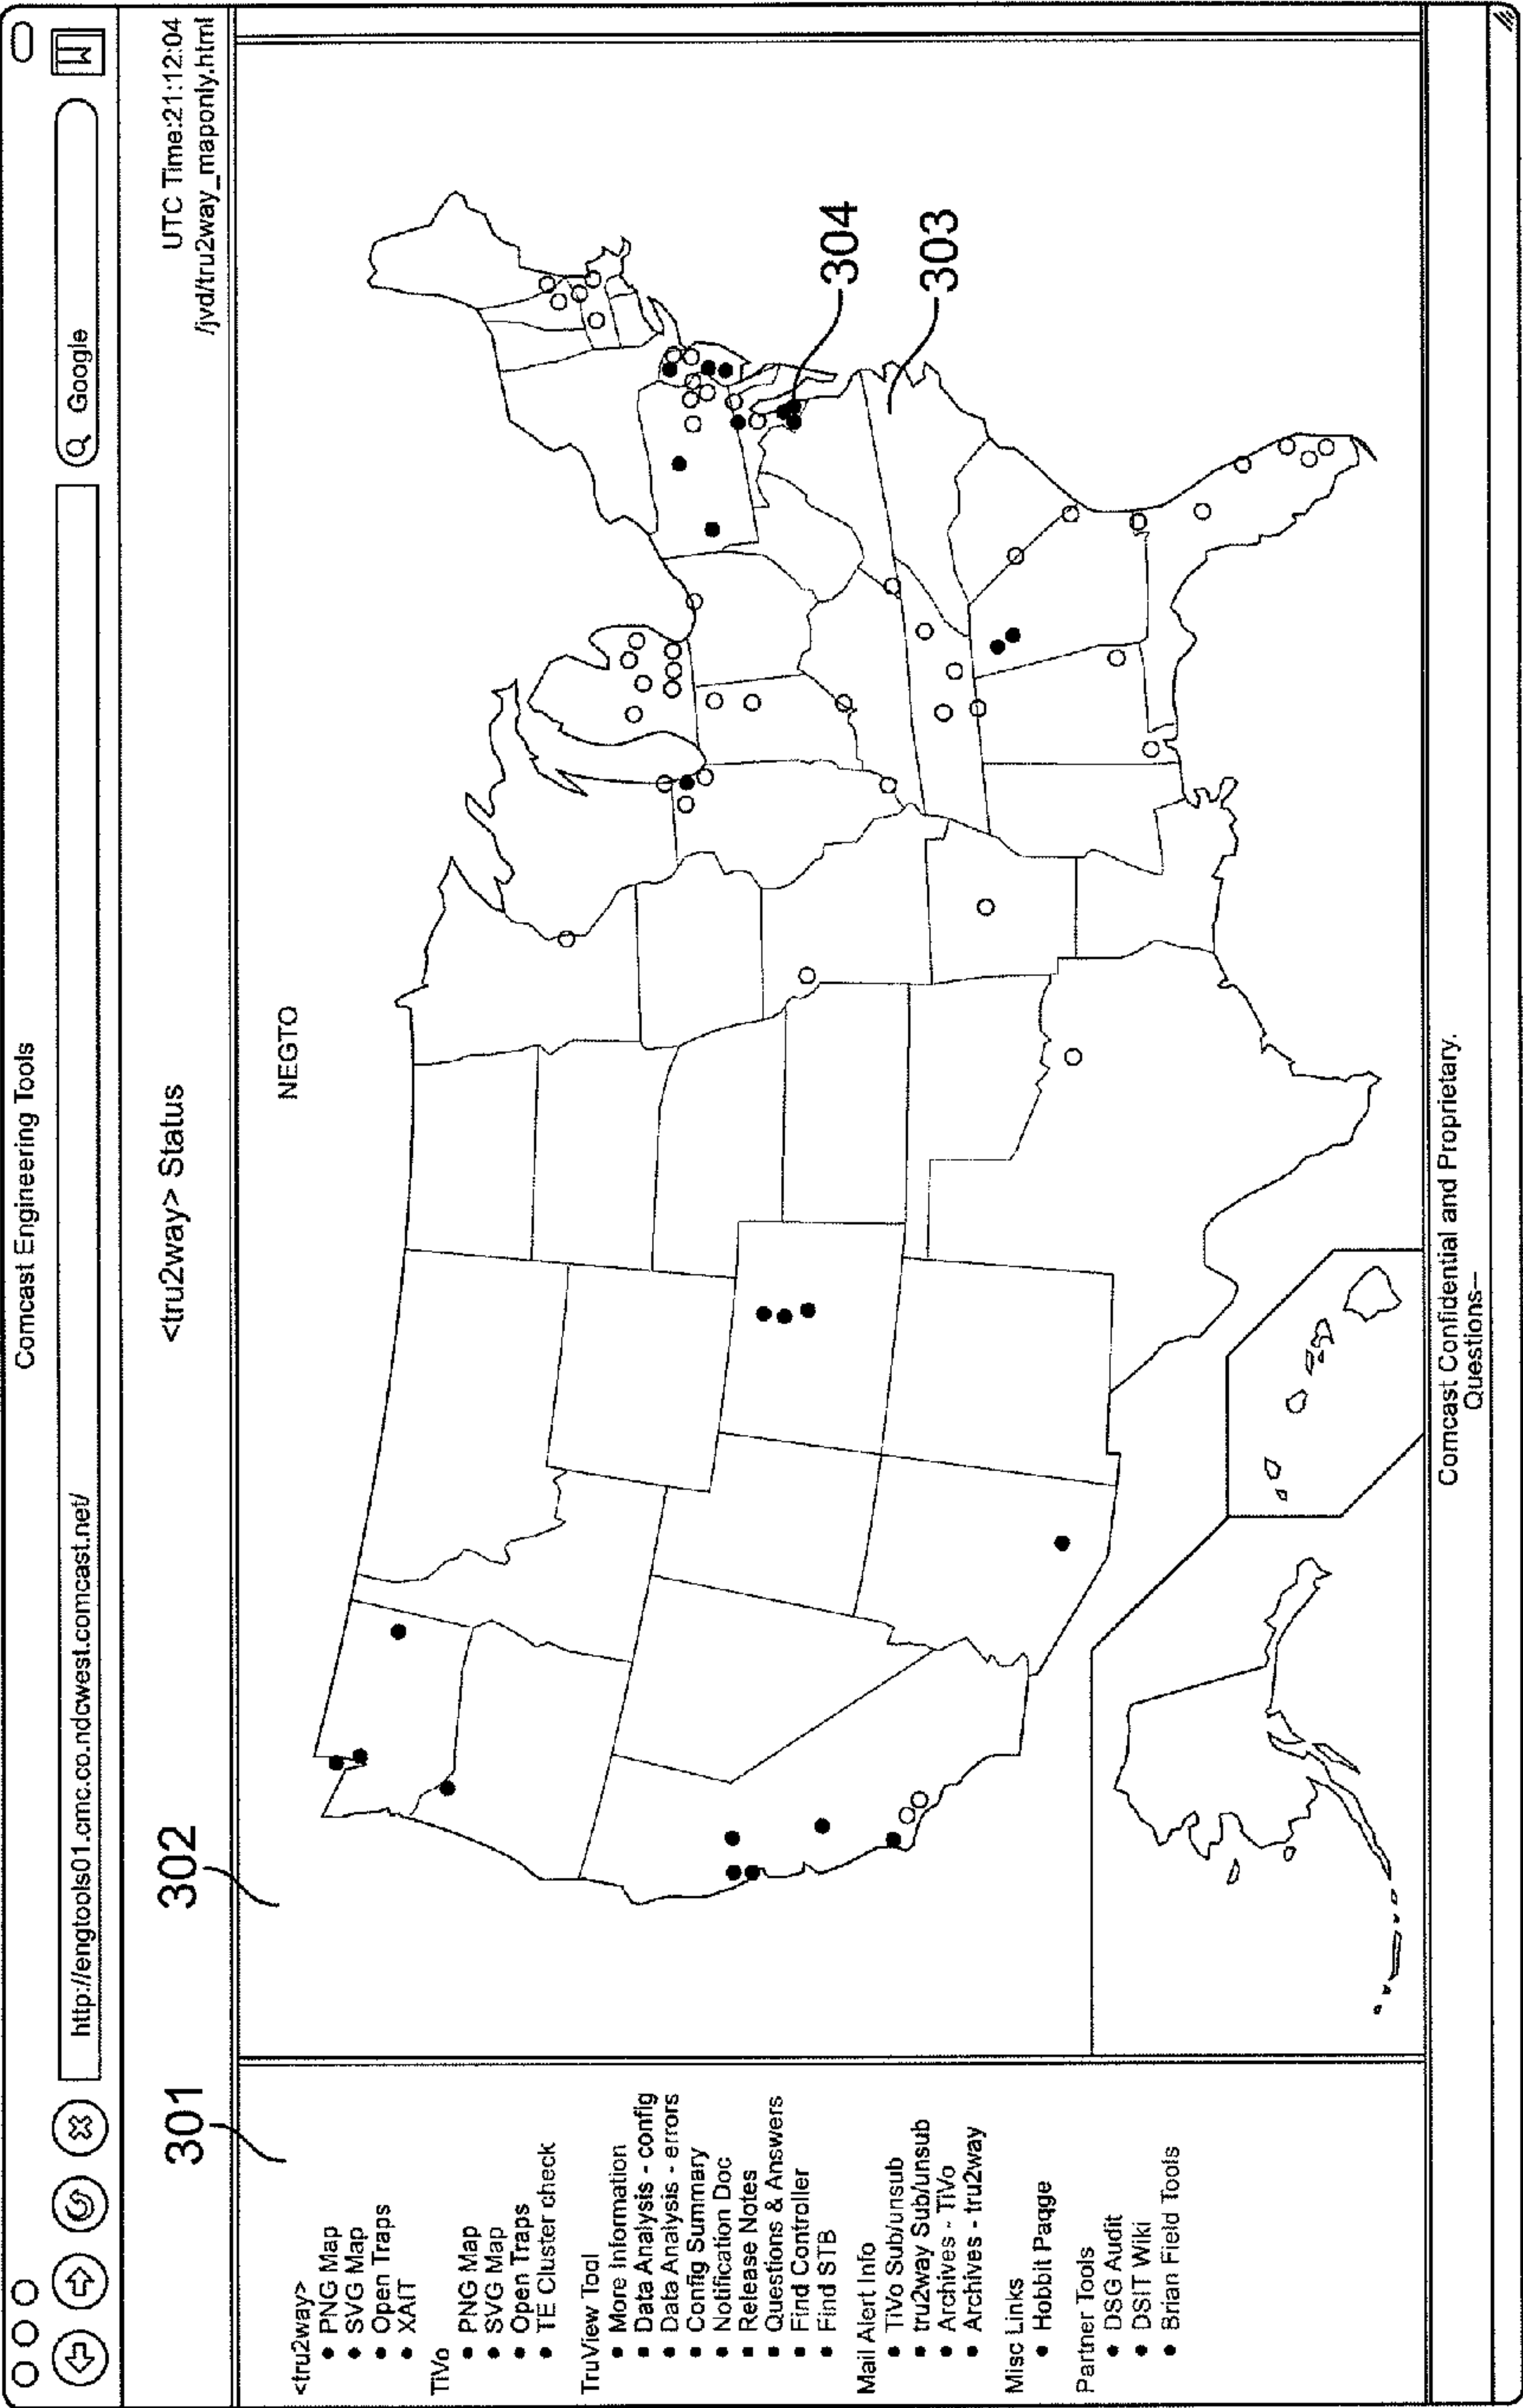 Comcast Engineering Tools
http://engtools01.cmc.co.ndcwest.comcast.net/
Google
<tru2way> Status
UTC Time:21:12:04
/jvd/tru2way_maponly.html
301
302
NEGTO
<tru2way>
• PNG Map
• SVG Map
• Open Traps
• XAIT
TiVo
• PNG Map
• SVG Map
• Open Traps
• TE Cluster check
TruView Tool
• More Information
• Data Analysis - config
• Data Analysis - errors
• Config Summary
• Notification Doc
• Release Notes
• Questions & Answers
• Find Controller
• Find STB
Mail Alert Info
• TiVo Sub/unsub
• tru2way Sub/unsub
• Archives - TiVo
• Archives - tru2way
Misc Links
• Hobbit Paqge
Partner Tools
• DSG Audit
• DSIT Wiki
• Brian Field Tools
304
303
Comcast Confidential and Proprietary.
Questions--